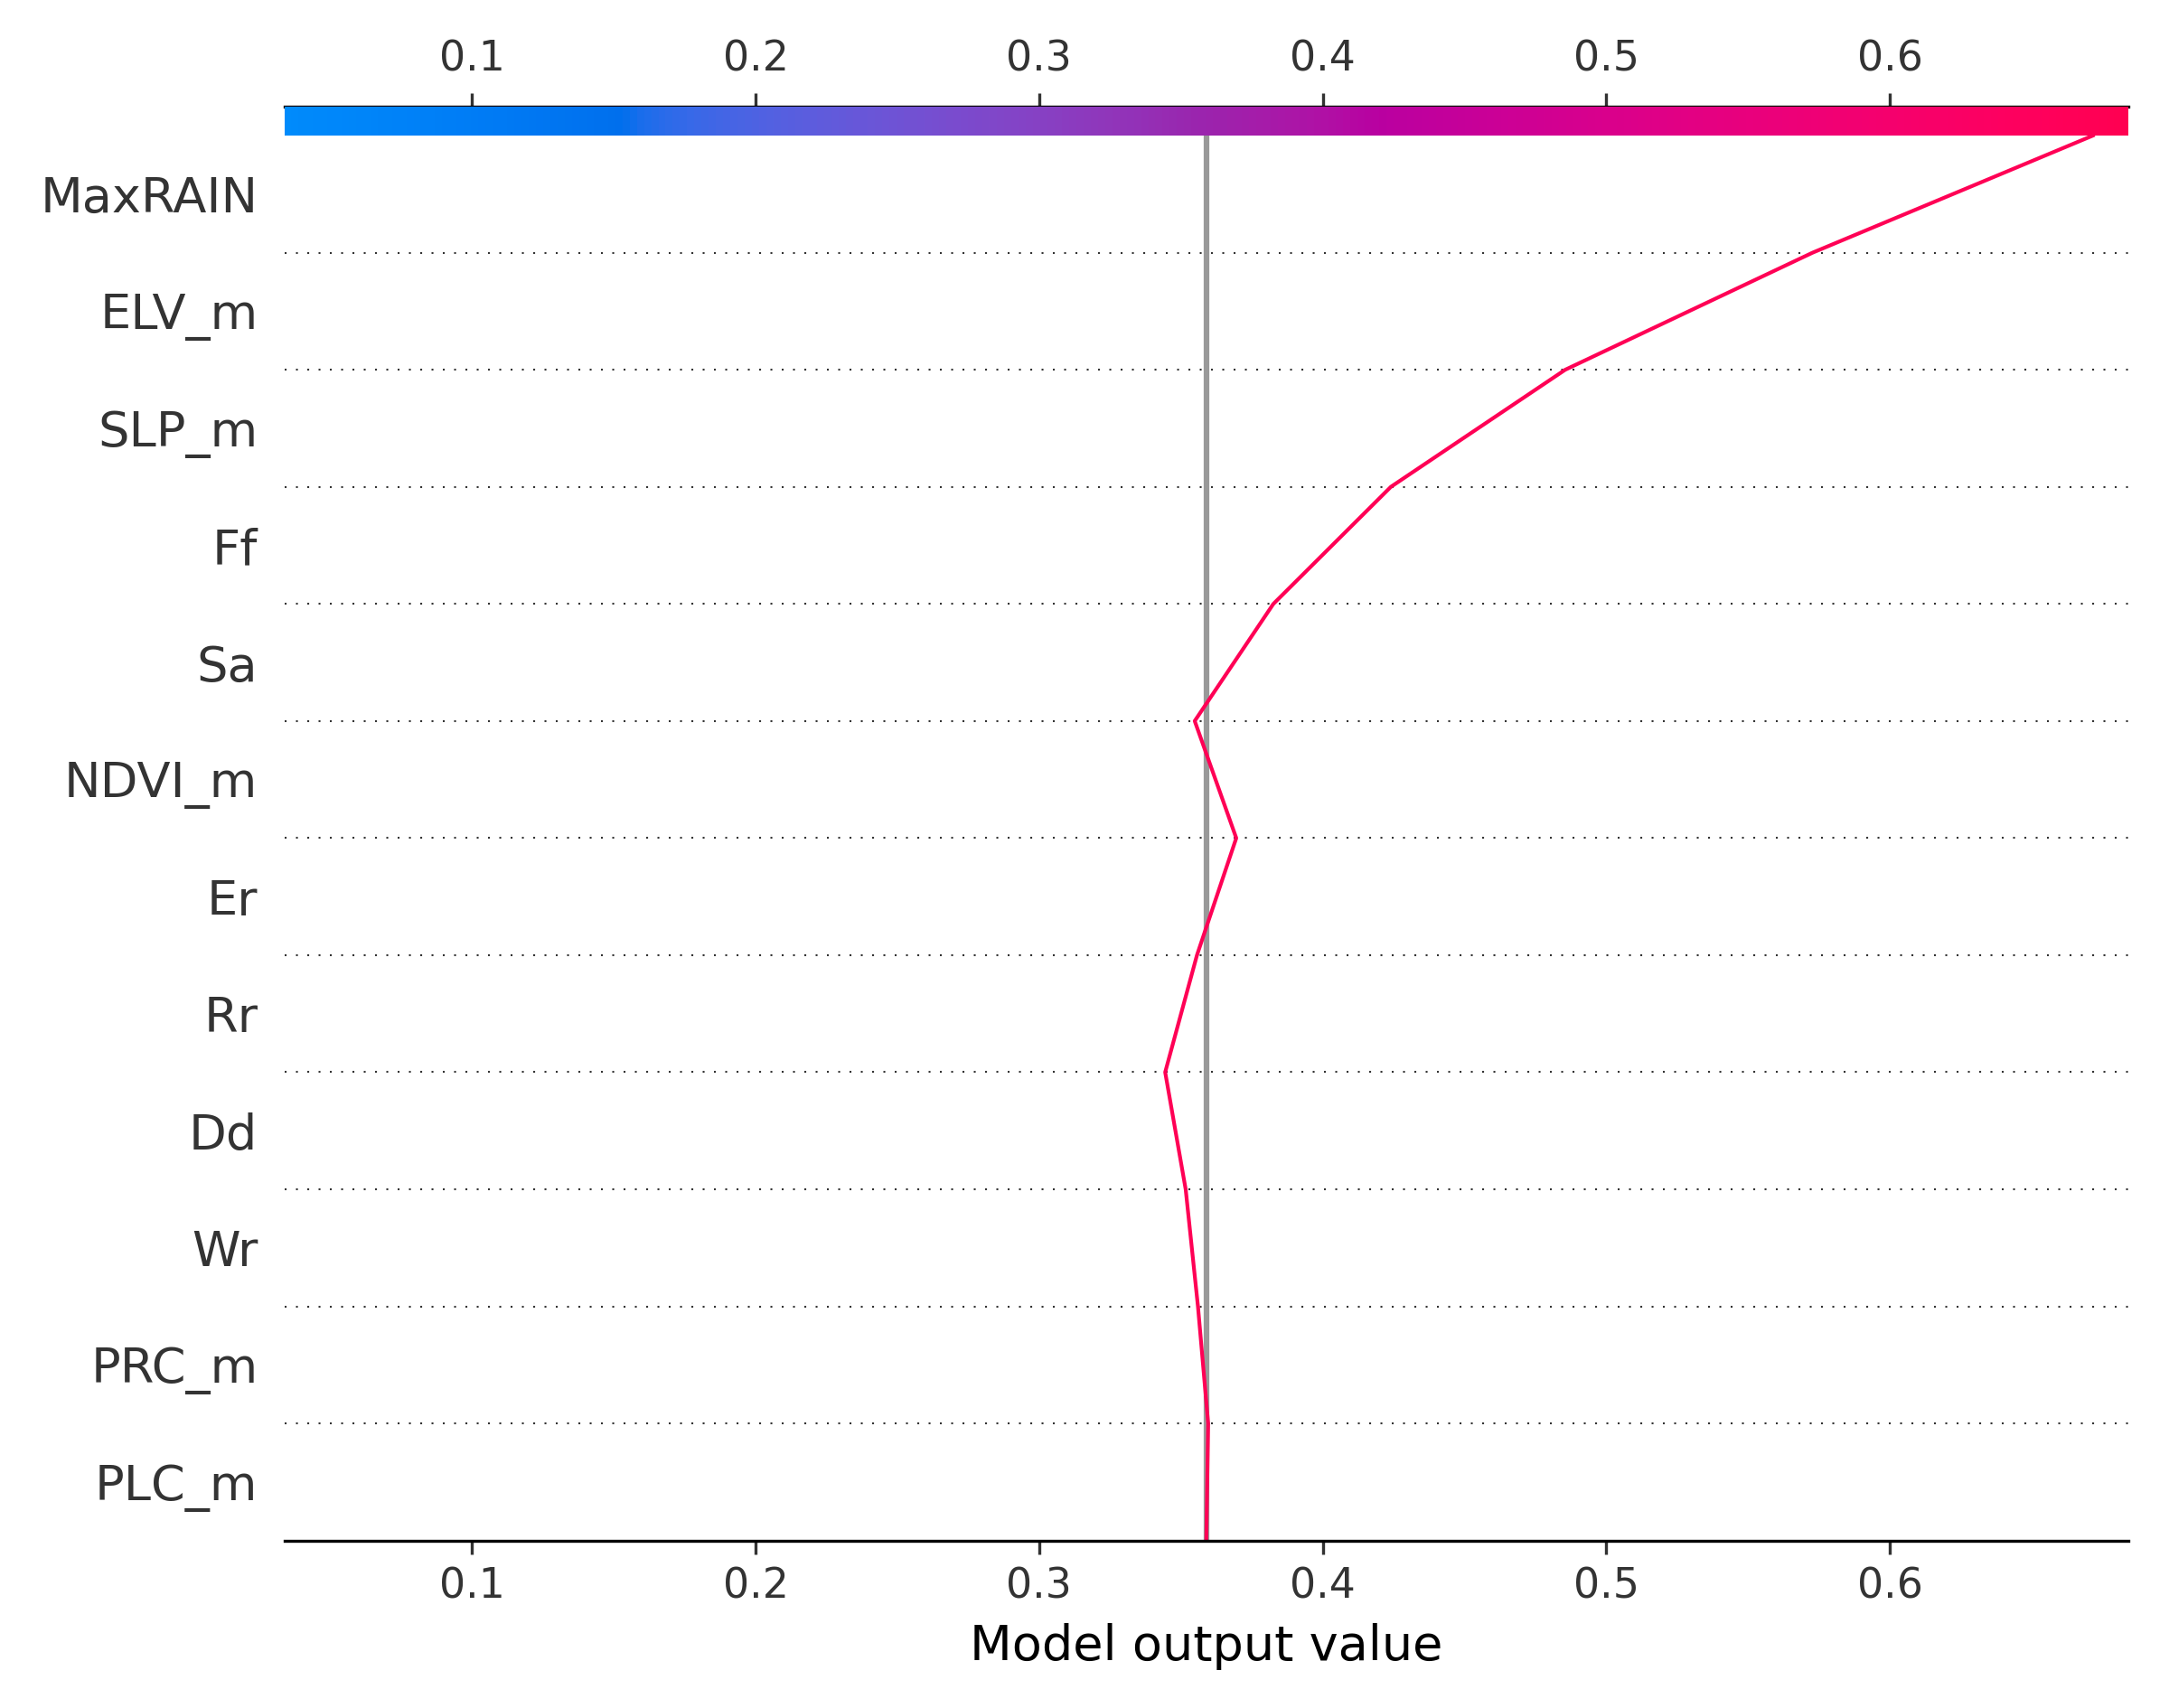 0.1 0.2 0.3 0.4 0.5 0.6
MaxRAIN
ELV_m
SLP_m
Ff
Sa
NDVI_m
Er
Rr
Dd
Wr
PRC_m
PLC_m
0.1 0.2 0.3 0.4 0.5 0.6
Model output value